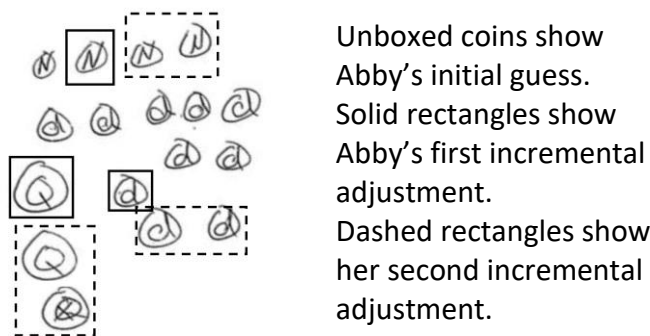 N N N N
d d d d d
d d
Q d
d d
Q
Unboxed coins show
Abby’s initial guess.
Solid rectangles show
Abby’s first incremental
adjustment.
Dashed rectangles show
her second incremental
adjustment.